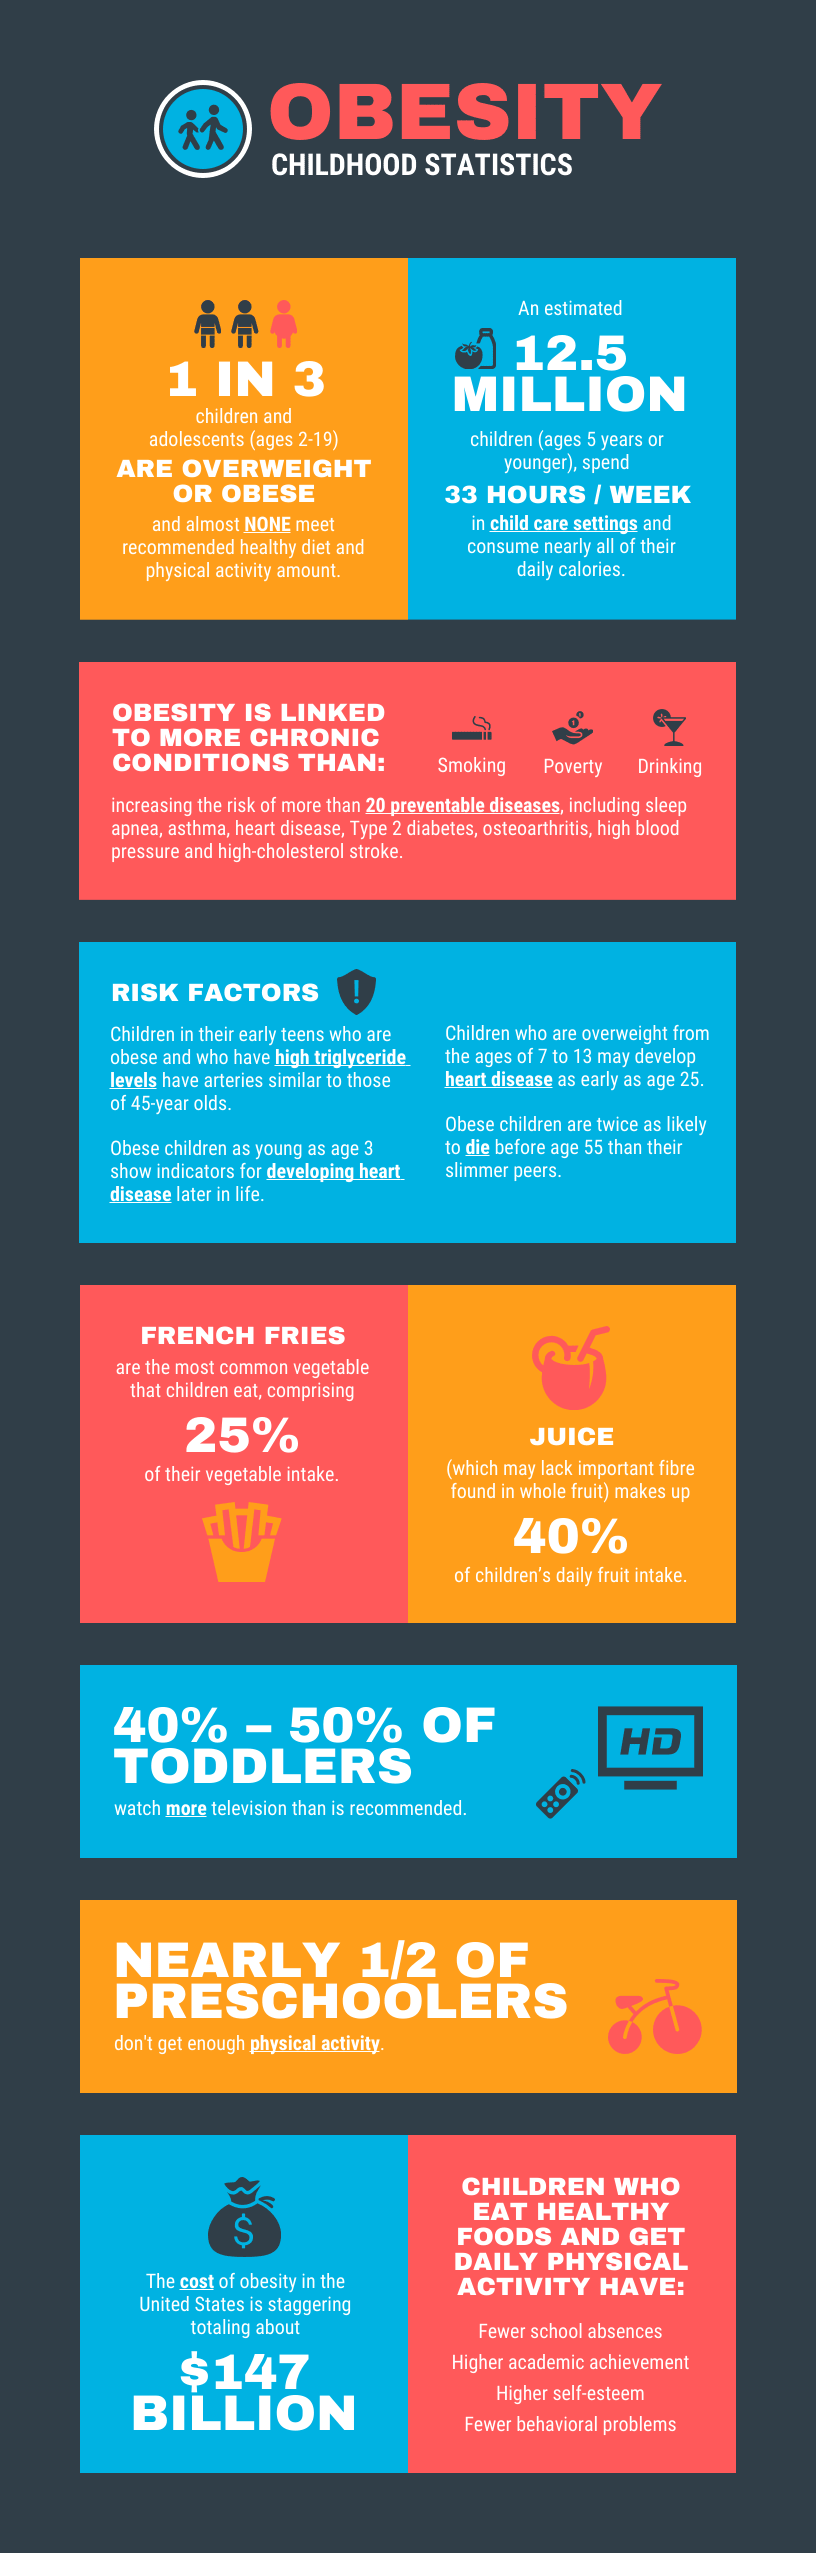 OBESITY
CHILDHOOD STATISTICS
1 IN 3
children and
adolescents (ages 2-19)
ARE OVERWEIGHT
OR OBESE
and almost NONE meet
recommended healthy diet and
physical activity amount.
An estimated
12.5
MILLION
children (ages 5 years or
younger), spend
33 HOURS / WEEK
in child care settings and
consume nearly all of their
daily calories.
OBESITY IS LINKED
TO MORE CHRONIC
CONDITIONS THAN:
Smoking
Poverty
Drinking
increasing the risk of more than 20 preventable diseases, including sleep
apnea, asthma, heart disease, Type 2 diabetes, osteoarthritis, high blood
pressure and high-cholesterol stroke.
RISK FACTORS
Children in their early teens who are
obese and who have high triglyceride
levels have arteries similar to those
of 45-year olds.
Obese children as young as age 3
show indicators for developing heart
disease later in life.
Children who are overweight from
the ages of 7 to 13 may develop
heart disease as early as age 25.
Obese children are twice as likely
to die before age 55 than their
slimmer peers.
FRENCH FRIES
are the most common vegetable
that children eat, comprising
25%
of their vegetable intake.
JUICE
(which may lack important fibre
found in whole fruit) makes up
40%
of children's daily fruit intake.
40% – 50% OF
TODDLERS
watch more television than is recommended.
HD
NEARLY 1/2 OF
PRESCHOOLERS
don't get enough physical activity.
$
The cost of obesity in the
United States is staggering
totaling about
$147
BILLION
CHILDREN WHO
EAT HEALTHY
FOODS AND GET
DAILY PHYSICAL
ACTIVITY HAVE:
Fewer school absences
Higher academic achievement
Higher self-esteem
Fewer behavioral problems